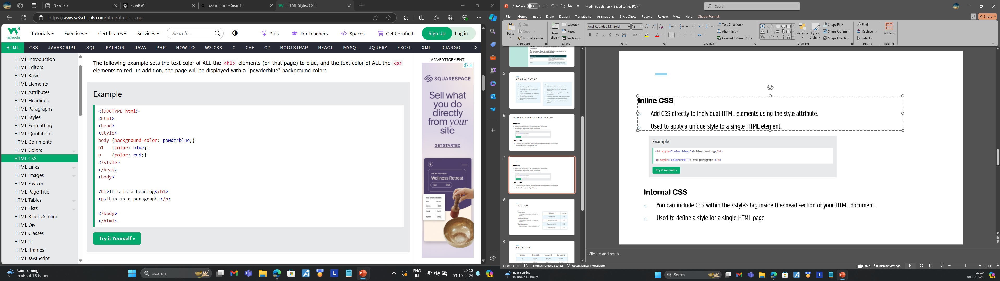 New tab
ChatGPT
css in html - Search
HTML Styles CSS
https://www.w3schools.com/html/html_css.asp
W3 schools
Tutorials
Exercises
Certificates
Services
Search...
Plus
For Teachers
Spaces
Get Certified
Sign Up
Log in
HTML CSS JAVASCRIPT SQL PYTHON JAVA PHP HOW TO W3.CSS C C++ C# BOOTSTRAP REACT MYSQL JQUERY EXCEL XML DJANGO
HTML Introduction
HTML Editors
HTML Basic
HTML Elements
HTML Attributes
HTML Headings
HTML Paragraphs
HTML Styles
HTML Formatting
HTML Quotations
HTML Comments
HTML Colors
HTML CSS
HTML Links
HTML Images
HTML Favicon
HTML Page Title
HTML Tables
HTML Lists
HTML Block & Inline
HTML Div
HTML Classes
HTML Id
HTML Iframes
HTML JavaScript
The following example sets the text color of ALL the <h1> elements (on that page) to blue, and the text color of ALL the <p>
elements to red. In addition, the page will be displayed with a "powderblue" background color:
Example
<!DOCTYPE html>
<html>
<head>
<style>
body {background-color: powderblue;}
h1   {color: blue;}
p    {color: red;}
</style>
</head>
<body>
<h1>This is a heading</h1>
<p>This is a paragraph.</p>
</body>
</html>
Try it Yourself »
ADVERTISEMENT
SQUARESPACE
Sell what
you do
directly
from your
site
GET STARTED
ORDER SUMMARY
Wellness Retreat
Total
Rain coming
In about 1.5 hours
Search
ENG
IN
20:10
09-10-2024
AutoSave Off
mod4_boootstrap • Saved to this PC
Search
File Home Insert Draw Design Transitions Animations Slide Show Record Review View Help Shape Format
Share
Paste
Cut
Copy
Format Painter
Clipboard
New
Slide
Layout
Reset
Section
Slides
Arial Rounded MT Bold 18
Font
Text Direction
Align Text
Convert to SmartArt
Paragraph
Arrange
Quick
Styles
Shape Fill
Shape Outline
Shape Effects
Drawing
Find
Replace
Select
Editing
Add-ins
Add-ins
5
CSS-2 AND CSS-3
6
INTEGRATION OF CSS INTO HTML
7
8
TRACTION
9
FINANCIALS
Inline CSS
Add CSS directly to individual HTML elements using the style attribute.
Used to apply a unique style to a single HTML element.
Example
<h1 style="color:blue;">A Blue Heading</h1>
<p style="color:red;">A red paragraph.</p>
Try it Yourself »
Internal CSS
You can include CSS within the <style> tag inside the<head section of your HTML document.
Used to define a style for a single HTML page
Click to add notes
Slide 7 of 11
English (United States)
Accessibility: Investigate
Notes
Display Settings
104%
Rain coming
In about 1.5 hours
Search
20:10
09-10-2024